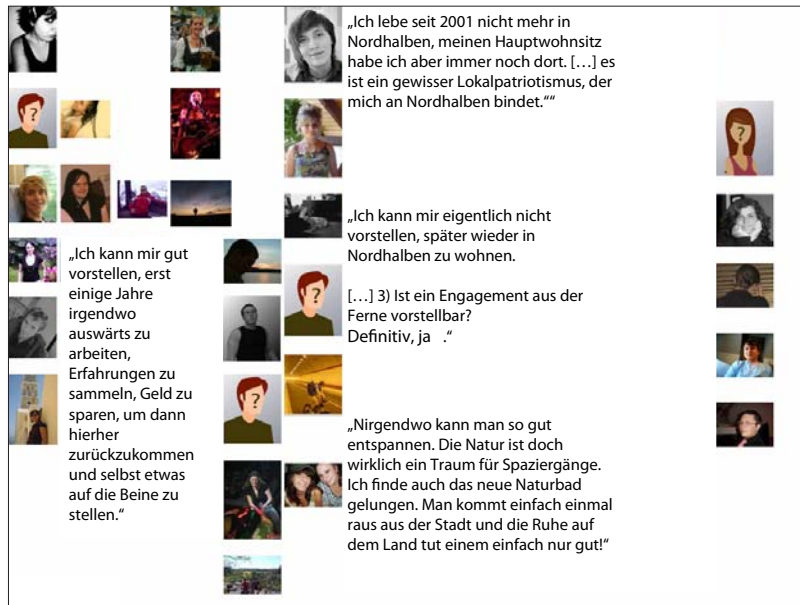 „Ich lebe seit 2001 nicht mehr in
Nordhalben, meinen Hauptwohnsitz
habe ich aber immer noch dort. […] es
ist ein gewisser Lokalpatriotismus, der
mich an Nordhalben bindet.““
„Ich kann mir eigentlich nicht
vorstellen, später wieder in
Nordhalben zu wohnen.
[…] 3) Ist ein Engagement aus der
Ferne vorstellbar?
Definitiv, ja   .“
„Ich kann mir gut
vorstellen, erst
einige Jahre
irgendwo
auswärts zu
arbeiten,
Erfahrungen zu
sammeln, Geld zu
sparen, um dann
hierher
zurückzukommen
und selbst etwas
auf die Beine zu
stellen.“
„Nirgendwo kann man so gut
entspannen. Die Natur ist doch
wirklich ein Traum für Spaziergänge.
Ich finde auch das neue Naturbad
gelungen. Man kommt einfach einmal
raus aus der Stadt und die Ruhe auf
dem Land tut einem einfach nur gut!“